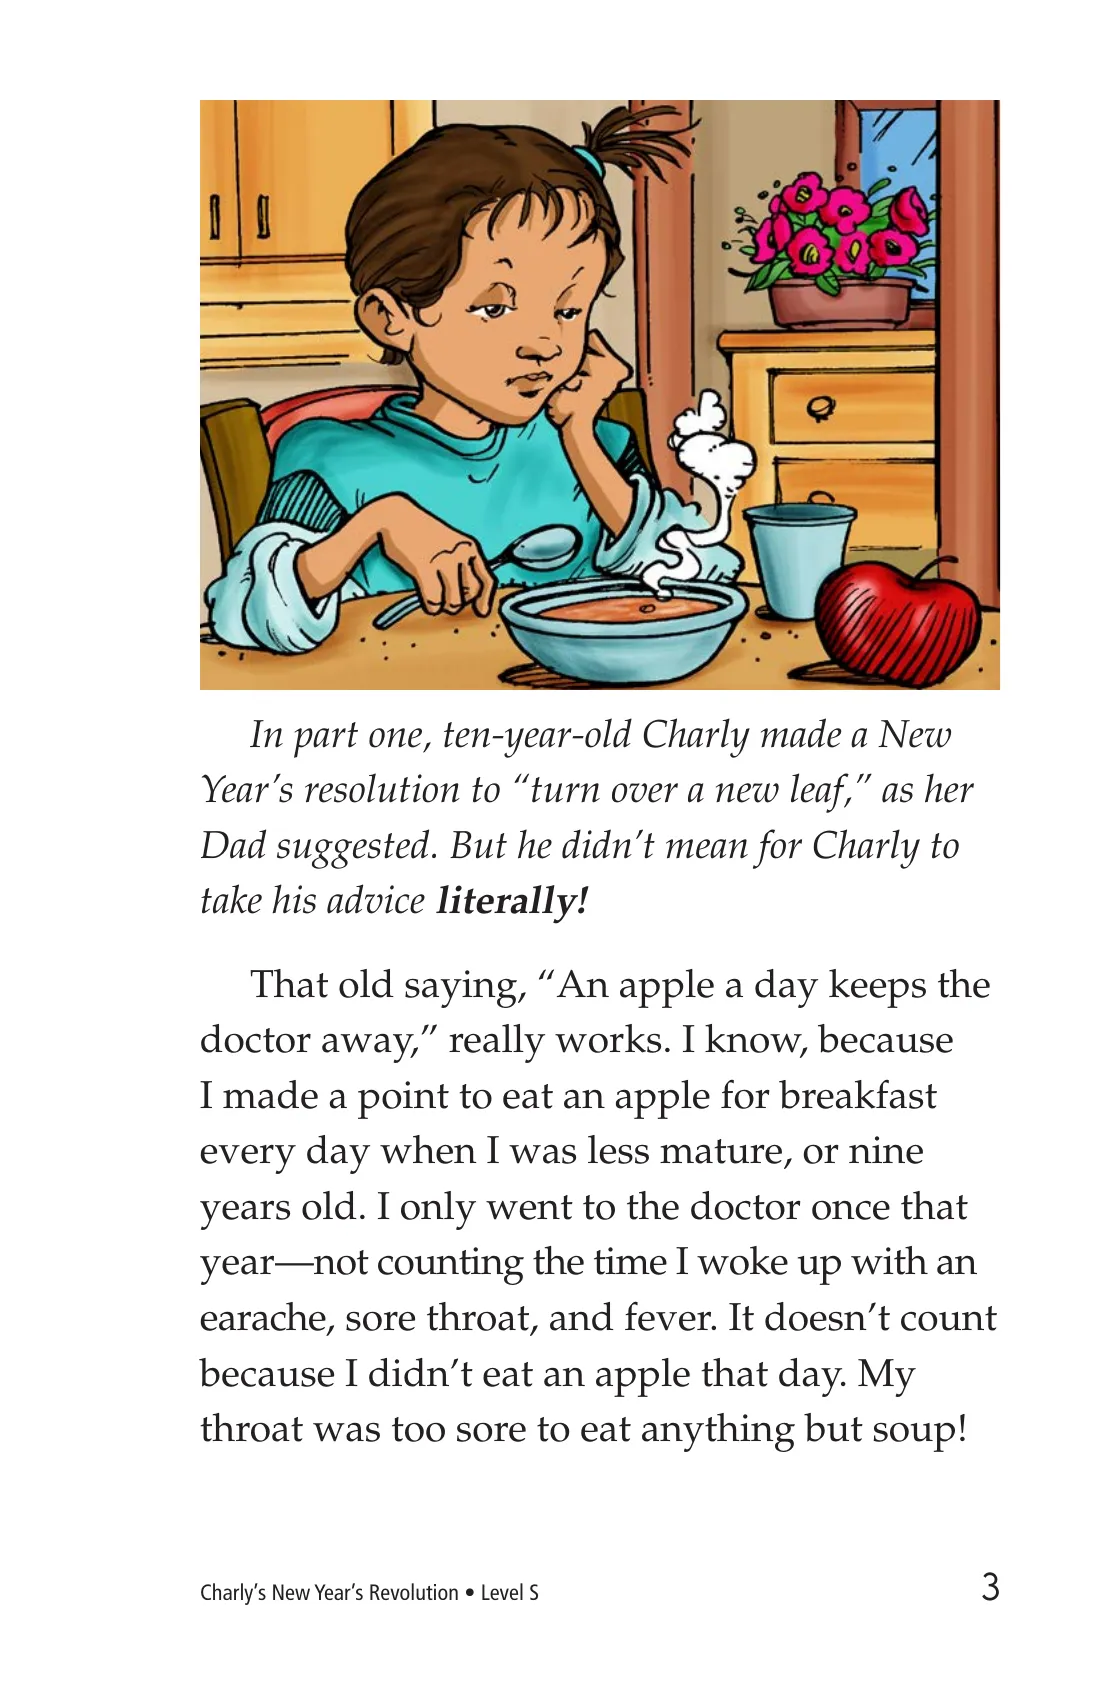 In part one, ten-year-old Charly made a New
Year’s resolution to “turn over a new leaf,” as her
Dad suggested. But he didn’t mean for Charly to
take his advice literally!
That old saying, “An apple a day keeps the
doctor away,” really works. I know, because
I made a point to eat an apple for breakfast
every day when I was less mature, or nine
years old. I only went to the doctor once that
year—not counting the time I woke up with an
earache, sore throat, and fever. It doesn’t count
because I didn’t eat an apple that day. My
throat was too sore to eat anything but soup!
Charly’s New Year’s Revolution • Level S
3